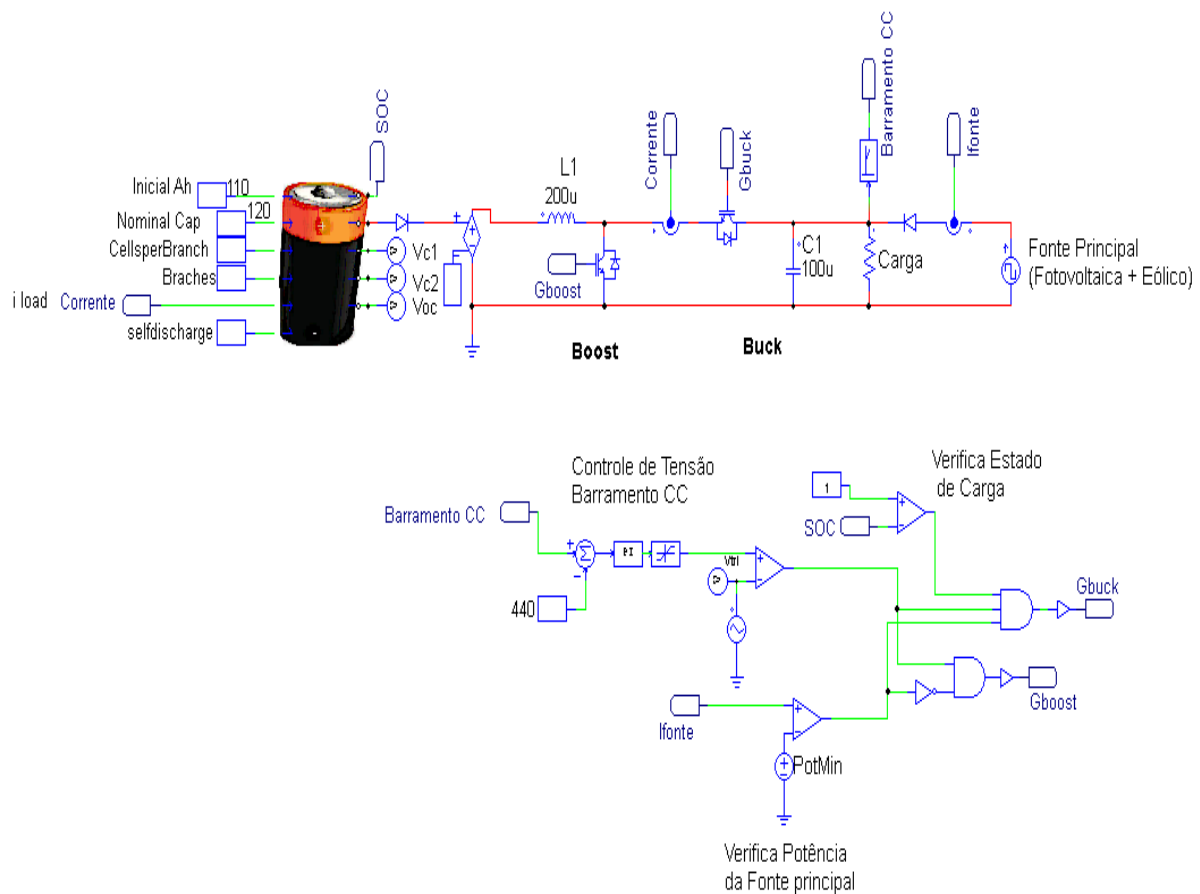 SOC
Inicial Ah
110
Nominal Cap
120
CellsperBranch
Braches
i load
Corrente
selfdischarge
Vc1
Vc2
Voc
L1
200u
Gboost
Corrente
Gbuck
C1
100u
Barramento CC
Carga
Ifonte
Fonte Principal
(Fotovoltaica + Eólico)
Boost
Buck
Controle de Tensão
Barramento CC
Barramento CC
440
Vtri
Verifica Estado
de Carga
1
SOC
Gbuck
Gboost
Ifonte
PotMin
Verifica Potência
da Fonte principal